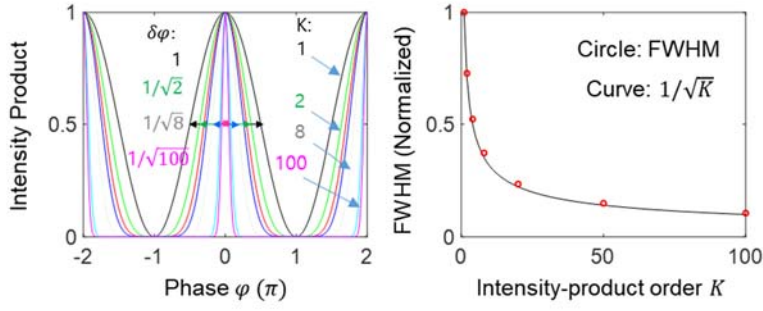 Intensity Product
1
0.5
0
-2
-1
0
1
2
Phase φ (π)
δφ:
1
1/√2
1/√8
1/√100
K:
1
2
8
100
FWHM (Normalized)
1
0.5
0
0
50
100
Intensity-product order K
Circle: FWHM
Curve: 1/√K